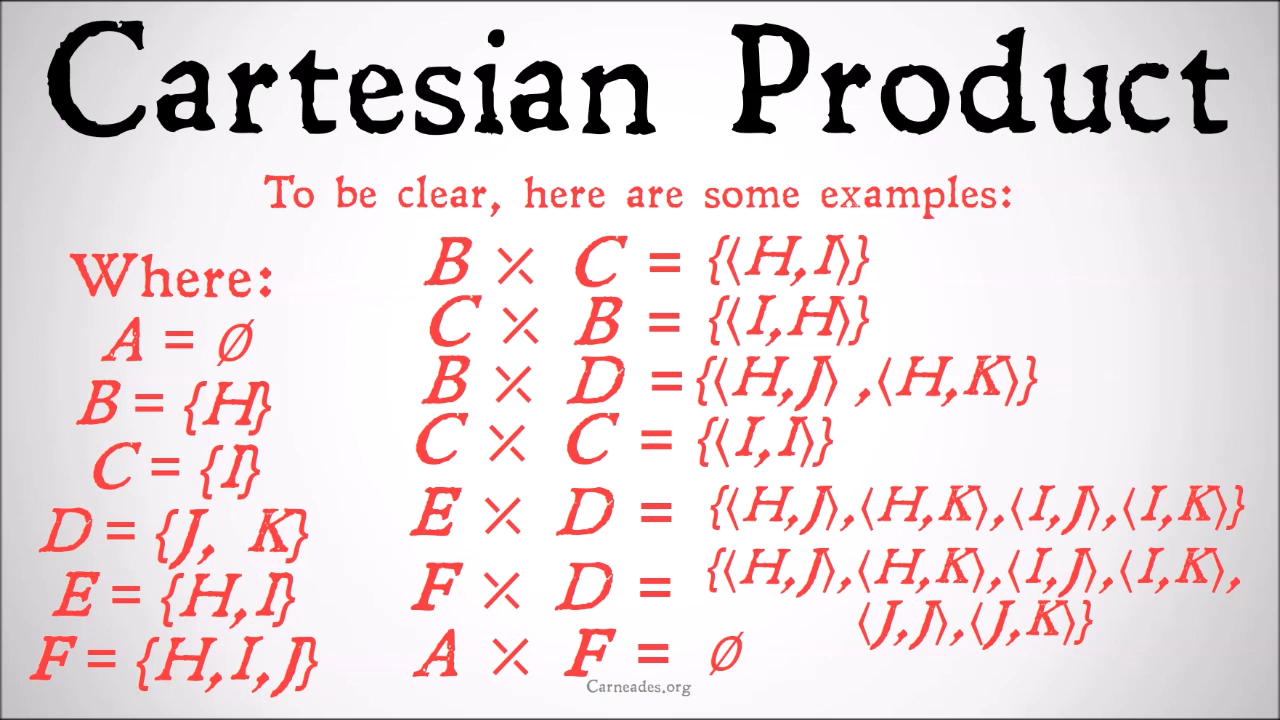 Cartesian Product
To be clear, here are some examples:
Where:
A = ∅
B = {H}
C = {I}
D = {J, K}
E = {H,I}
F = {H,I,J}
B × C = {⟨H,I⟩}
C × B = {⟨I,H⟩}
B × D = {⟨H,J⟩ ,⟨H,K⟩}
C × C = {⟨I,I⟩}
E × D = {⟨H,J⟩,⟨H,K⟩,⟨I,J⟩,⟨I,K⟩}
F × D = {⟨H,J⟩,⟨H,K⟩,⟨I,J⟩,⟨I,K⟩,
⟨J,J⟩,⟨J,K⟩}
A × F = ∅
Carneades.org